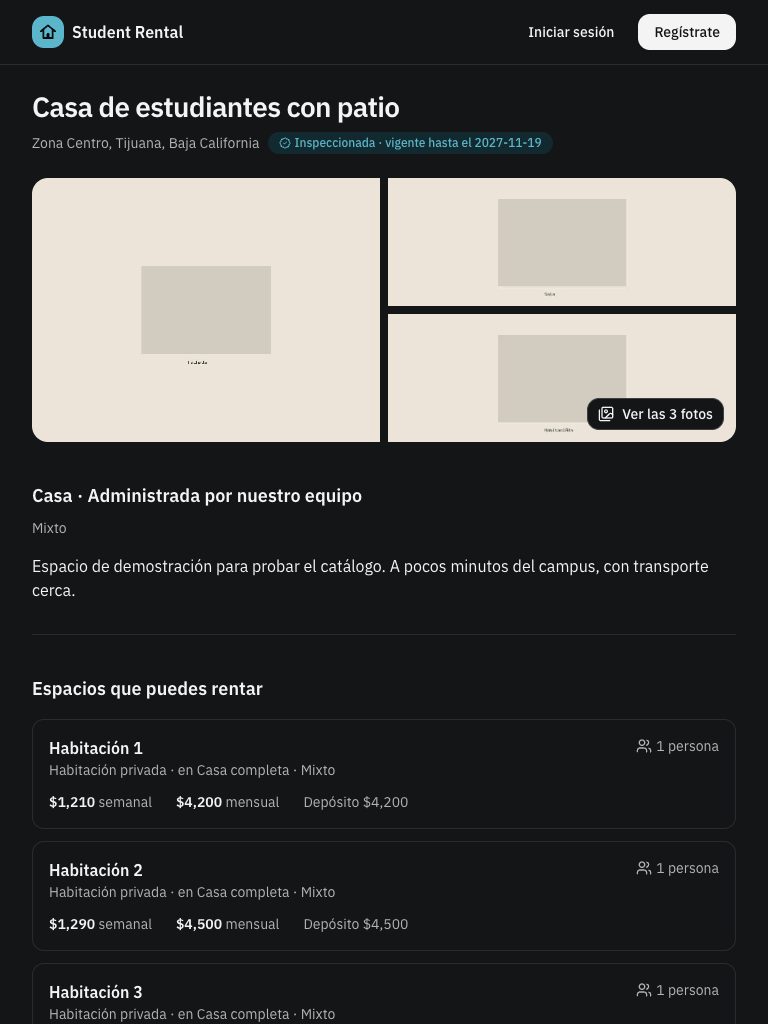 Student Rental
Iniciar sesión
Regístrate
Casa de estudiantes con patio
Zona Centro, Tijuana, Baja California
Inspeccionada · vigente hasta el 2027-11-19
Ver las 3 fotos
Casa · Administrada por nuestro equipo
Mixto
Espacio de demostración para probar el catálogo. A pocos minutos del campus, con transporte
cerca.
Espacios que puedes rentar
Habitación 1
1 persona
Habitación privada · en Casa completa · Mixto
$1,210 semanal $4,200 mensual Depósito $4,200
Habitación 2
1 persona
Habitación privada · en Casa completa · Mixto
$1,290 semanal $4,500 mensual Depósito $4,500
Habitación 3
1 persona
Habitación privada · en Casa completa · Mixto